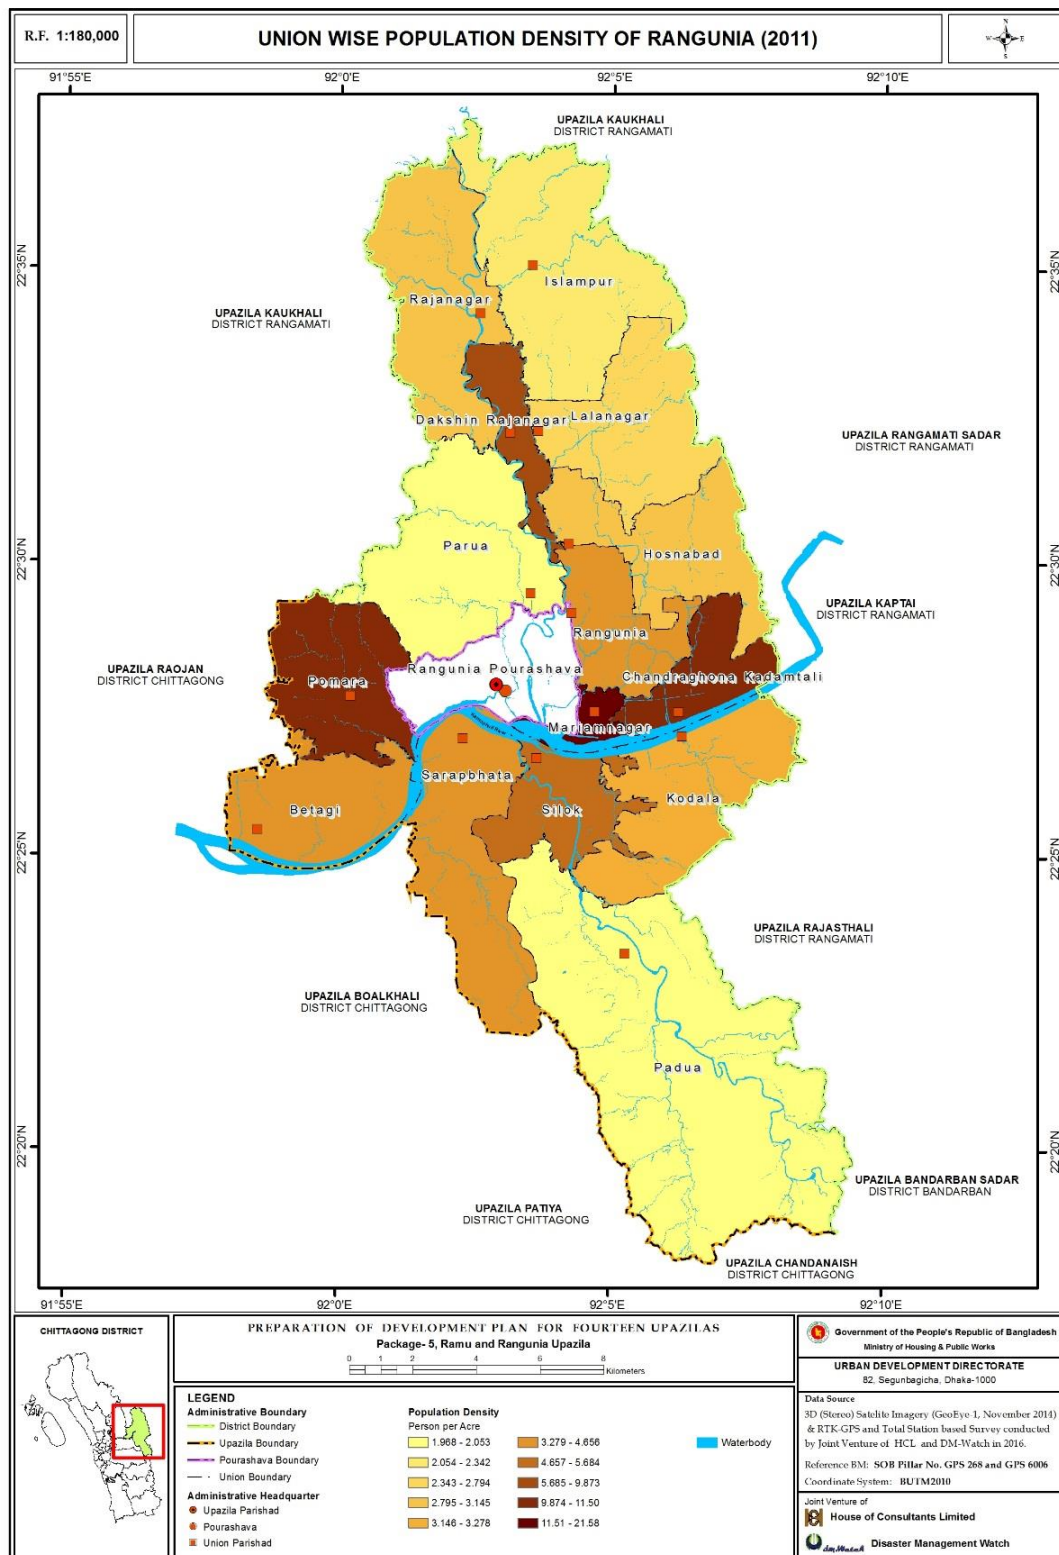 R.F. 1:180,000
UNION WISE POPULATION DENSITY OF RANGUNIA (2011)
N
W E
S
91°55'E 92°0'E 92°5'E 92°10'E
UPAZILA KAUKHALI
DISTRICT RANGAMATI
22°35'N 22°35'N
Islampur
Rajanagar
UPAZILA KAUKHALI
DISTRICT RANGAMATI
Dakshin Rajanagar
Lalanagar
UPAZILA RANGAMATI SADAR
DISTRICT RANGAMATI
Parua
Hosnabad
22°30'N 22°30'N
UPAZILA KAPTAI
DISTRICT RANGAMATI
Rangunia
UPAZILA RAOJAN
DISTRICT CHITTAGONG
Rangunia Pourashava
Pomara
Chandraghona Kadamtali
Mariamnagar
Sarapbhata
Betagi
Silok
Kodala
22°25'N 22°25'N
UPAZILA RAJASTHALI
DISTRICT RANGAMATI
UPAZILA BOALKHALI
DISTRICT CHITTAGONG
Padua
22°20'N 22°20'N
UPAZILA BANDARBAN SADAR
DISTRICT BANDARBAN
UPAZILA PATIYA
DISTRICT CHITTAGONG
UPAZILA CHANDANAISH
DISTRICT CHITTAGONG
91°55'E 92°0'E 92°5'E 92°10'E
CHITTAGONG DISTRICT
PREPARATION OF DEVELOPMENT PLAN FOR FOURTEEN UPAZILAS
Package- 5, Ramu and Rangunia Upazila
0 1 2 4 6 8
Kilometers
LEGEND
Administrative Boundary
District Boundary
Upazila Boundary
Pourashava Boundary
Union Boundary
Administrative Headquarter
Upazila Parishad
Pourashava
Union Parishad
Population Density
Person per Acre
1.968 - 2.053
2.054 - 2.342
2.343 - 2.794
2.795 - 3.145
3.146 - 3.278
3.279 - 4.656
4.657 - 5.684
5.685 - 9.873
9.874 - 11.50
11.51 - 21.58
Waterbody
Government of the People's Republic of Bangladesh
Ministry of Housing & Public Works
URBAN DEVELOPMENT DIRECTORATE
82, Segunbagicha, Dhaka-1000
Data Source
3D (Stereo) Satelite Imagery (GeoEye-1, November 2014)
& RTK-GPS and Total Station based Survey conducted
by Joint Venture of HCL and DM-Watch in 2016.
Reference BM: SOB Pillar No. GPS 268 and GPS 6006
Coordinate System: BUTM2010
Joint Venture of
House of Consultants Limited
dmWatch Disaster Management Watch